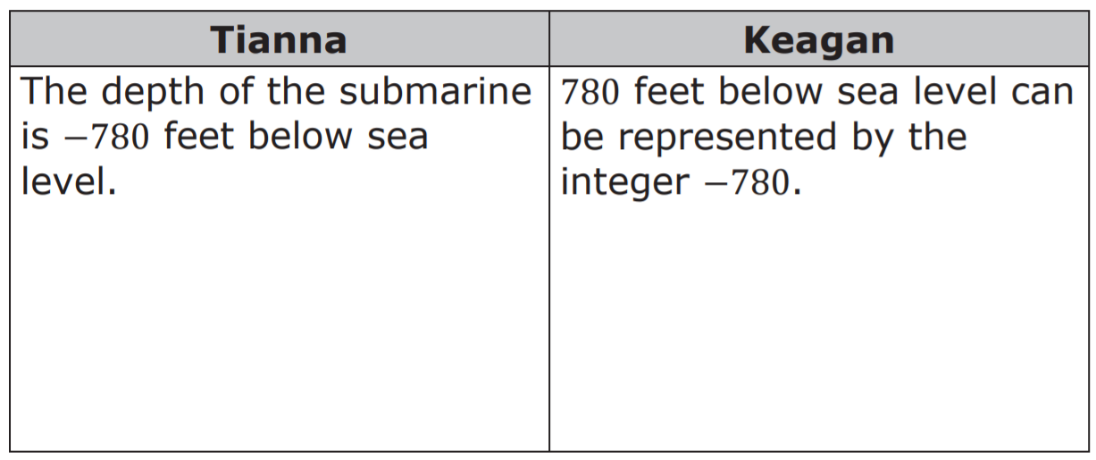 Tianna
Keagan
The depth of the submarine
is −780 feet below sea
level.
780 feet below sea level can
be represented by the
integer −780.